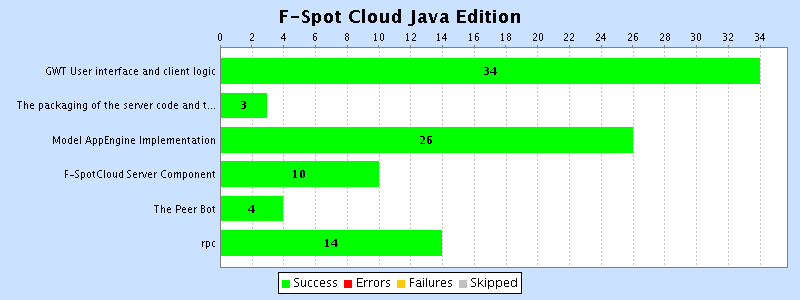 F-Spot Cloud Java Edition
0 2 4 6 8 10 12 14 16 18 20 22 24 26 28 30 32 34
GWT User interface and client logic 34
The packaging of the server code and t... 3
Model AppEngine Implementation 26
F-SpotCloud Server Component 10
The Peer Bot 4
rpc 14
Success Errors Failures Skipped